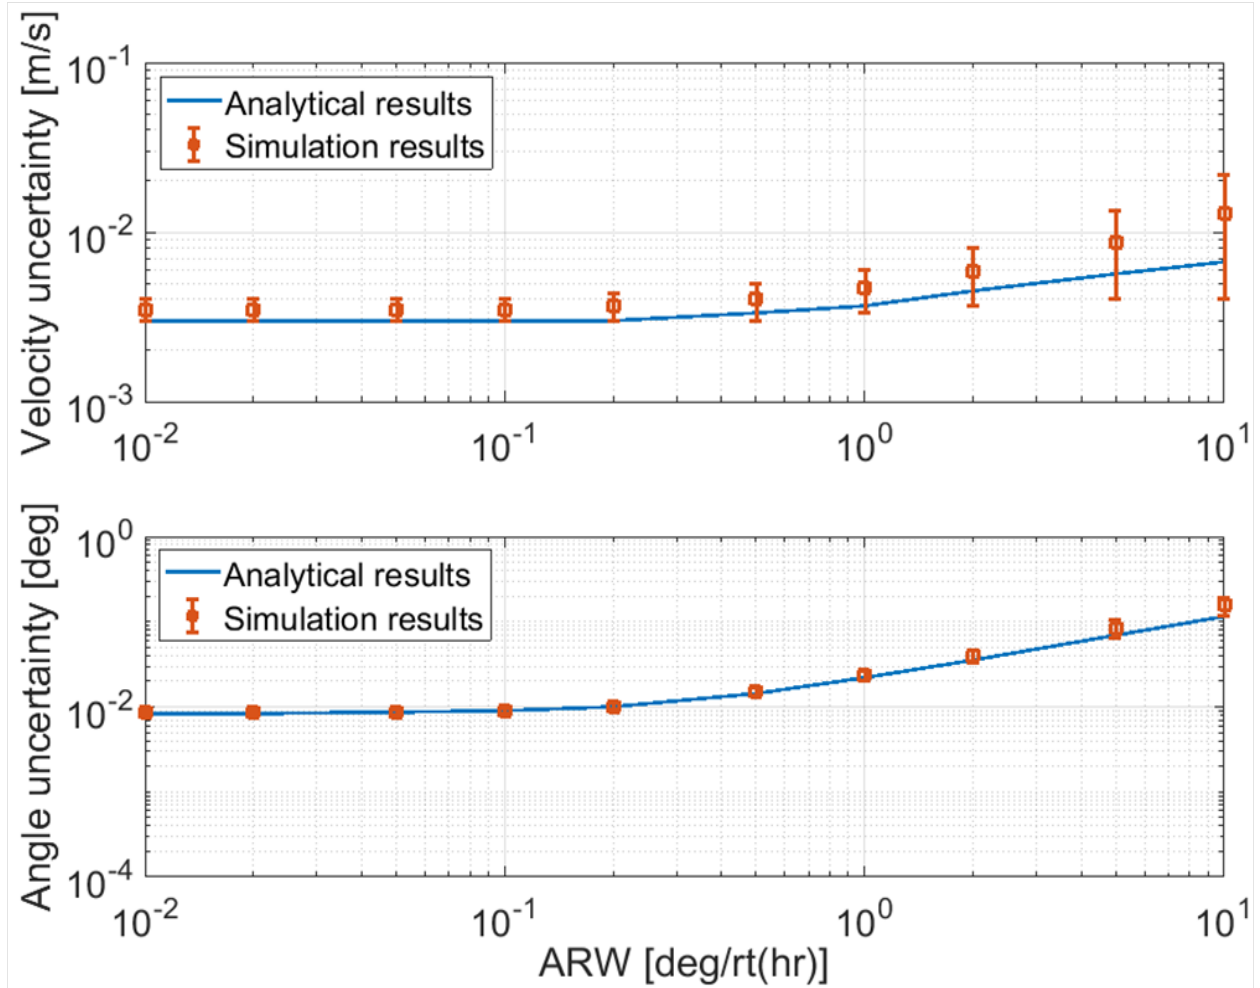 Velocity uncertainty [m/s]
10^-1
10^-2
10^-3
Analytical results
Simulation results
10^-2 10^-1 10^0 10^1
Angle uncertainty [deg]
10^0
10^-2
10^-4
Analytical results
Simulation results
10^-2 10^-1 10^0 10^1
ARW [deg/rt(hr)]